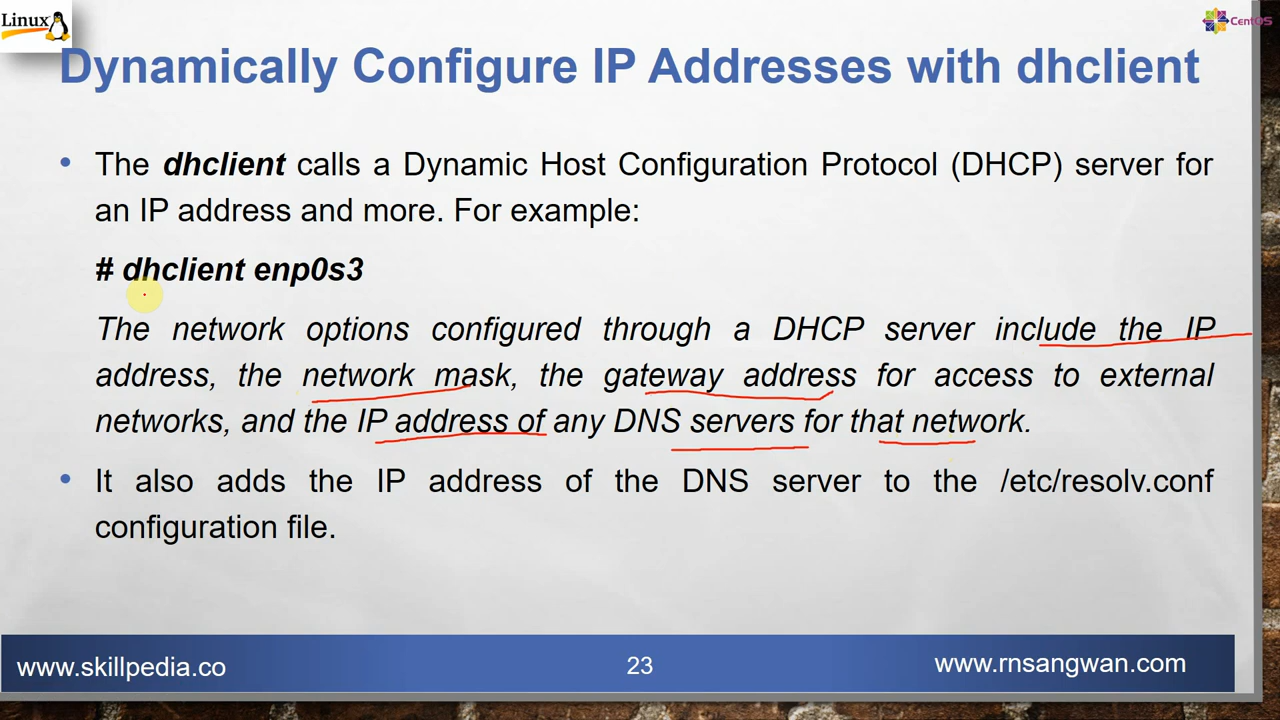 Linux
CentOS
Dynamically Configure IP Addresses with dhclient
• The dhclient calls a Dynamic Host Configuration Protocol (DHCP) server for
an IP address and more. For example:
# dhclient enp0s3
The network options configured through a DHCP server include the IP
address, the network mask, the gateway address for access to external
networks, and the IP address of any DNS servers for that network.
• It also adds the IP address of the DNS server to the /etc/resolv.conf
configuration file.
www.skillpedia.co
23
www.rnsangwan.com